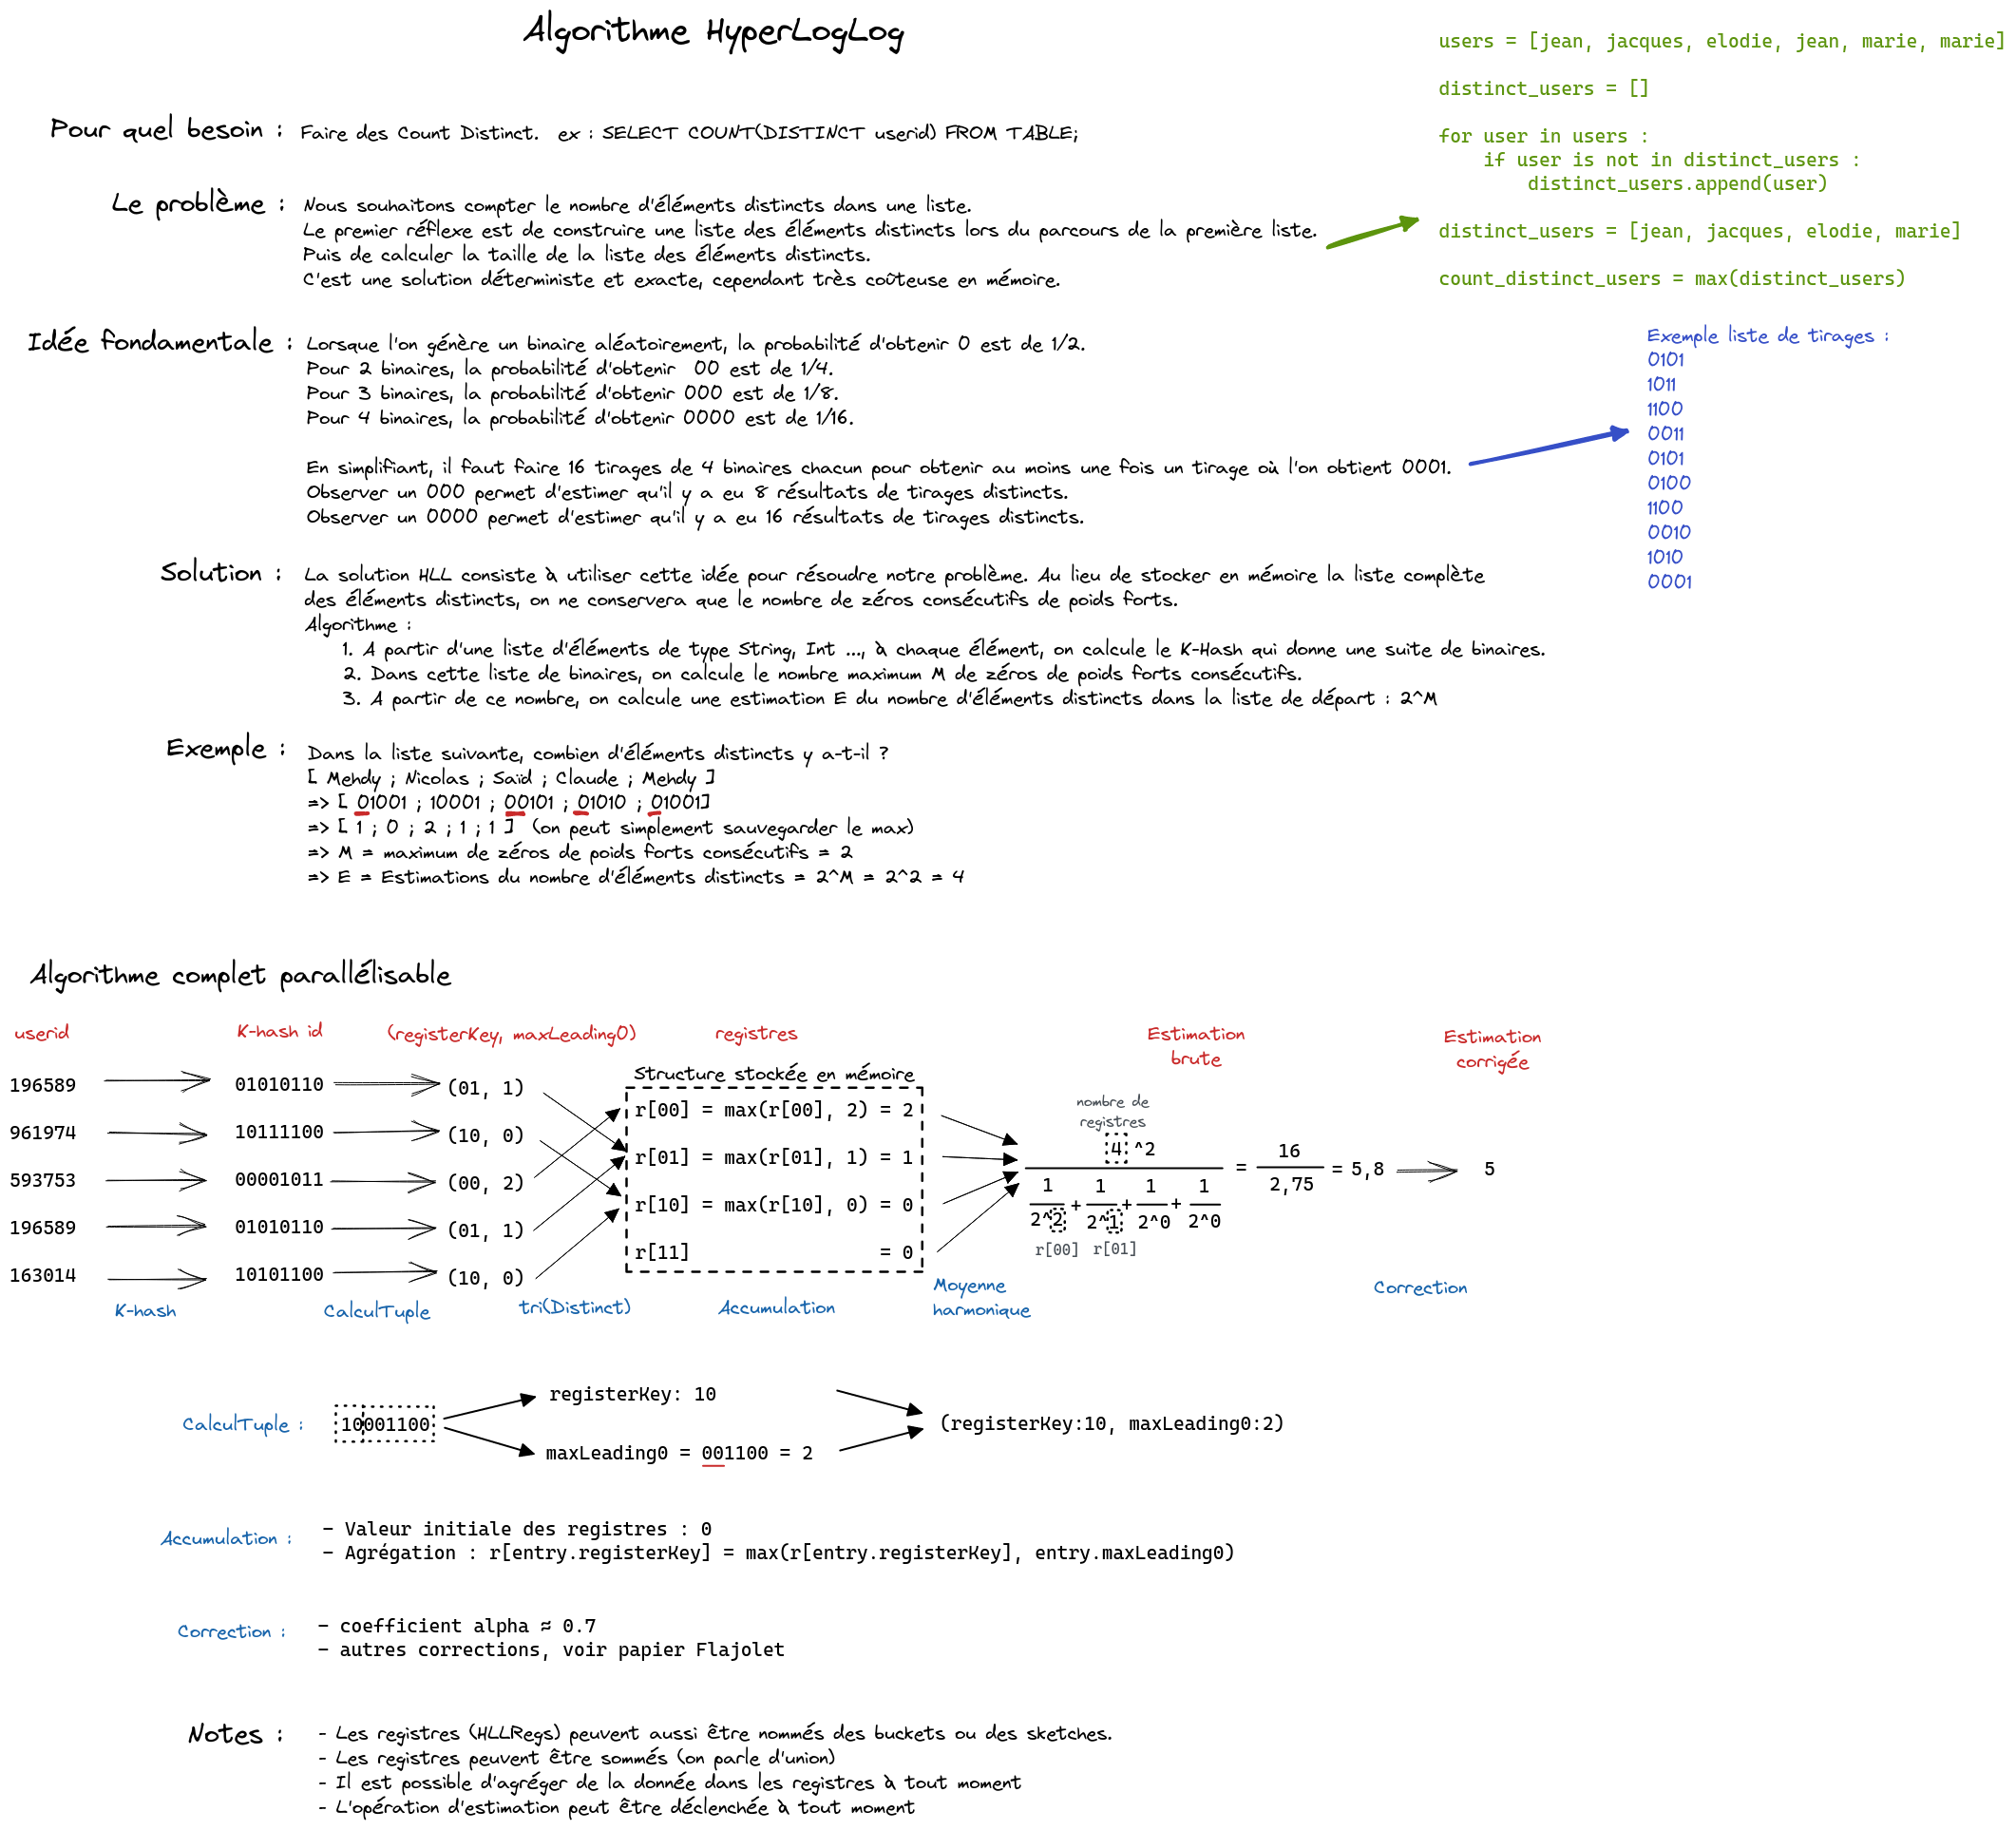 Algorithme HyperLogLog
users = [jean, jacques, elodie, jean, marie, marie]
distinct_users = []
for user in users :
if user is not in distinct_users :
distinct_users.append(user)
distinct_users = [jean, jacques, elodie, marie]
count_distinct_users = max(distinct_users)
Pour quel besoin : Faire des Count Distinct. ex : SELECT COUNT(DISTINCT userid) FROM TABLE;
Le problème : Nous souhaitons compter le nombre d'éléments distincts dans une liste.
Le premier réflexe est de construire une liste des éléments distincts lors du parcours de la première liste.
Puis de calculer la taille de la liste des éléments distincts.
C'est une solution déterministe et exacte, cependant très coûteuse en mémoire.
Idée fondamentale : Lorsque l'on génère un binaire aléatoirement, la probabilité d'obtenir 0 est de 1/2.
Pour 2 binaires, la probabilité d'obtenir 00 est de 1/4.
Pour 3 binaires, la probabilité d'obtenir 000 est de 1/8.
Pour 4 binaires, la probabilité d'obtenir 0000 est de 1/16.
En simplifiant, il faut faire 16 tirages de 4 binaires chacun pour obtenir au moins une fois un tirage où l'on obtient 0001.
Observer un 000 permet d'estimer qu'il y a eu 8 résultats de tirages distincts.
Observer un 0000 permet d'estimer qu'il y a eu 16 résultats de tirages distincts.
Exemple liste de tirages :
0101
1011
1100
0011
0101
0100
1100
0010
1010
0001
Solution : La solution HLL consiste à utiliser cette idée pour résoudre notre problème. Au lieu de stocker en mémoire la liste complète
des éléments distincts, on ne conservera que le nombre de zéros consécutifs de poids forts.
Algorithme :
1. A partir d'une liste d'éléments de type String, Int ..., à chaque élément, on calcule le K-Hash qui donne une suite de binaires.
2. Dans cette liste de binaires, on calcule le nombre maximum M de zéros de poids forts consécutifs.
3. A partir de ce nombre, on calcule une estimation E du nombre d'éléments distincts dans la liste de départ : 2^M
Exemple : Dans la liste suivante, combien d'éléments distincts y a-t-il ?
[ Mehdy ; Nicolas ; Saïd ; Claude ; Mehdy ]
=> [ 01001 ; 10001 ; 00101 ; 01010 ; 01001]
=> [ 1 ; 0 ; 2 ; 1 ; 1 ] (on peut simplement sauvegarder le max)
=> M = maximum de zéros de poids forts consécutifs = 2
=> E = Estimations du nombre d'éléments distincts = 2^M = 2^2 = 4
Algorithme complet parallélisable
userid K-hash id (registerKey, maxLeading0) registres Estimation brute Estimation corrigée
Structure stockée en mémoire
196589 01010110 (01, 1) r[00] = max(r[00], 2) = 2
961974 10111100 (10, 0) r[01] = max(r[01], 1) = 1
593753 00001011 (00, 2) r[10] = max(r[10], 0) = 0
196589 01010110 (01, 1) r[11] = 0
163014 10101100 (10, 0)
nombre de
registres
4 ^2
1 1 1 1
2^2 + 2^1 + 2^0 + 2^0
r[00] r[01]
= 16
2,75
= 5,8 5
K-hash CalculTuple tri(Distinct) Accumulation Moyenne harmonique Correction
CalculTuple : 10001100
registerKey: 10
maxLeading0 = 001100 = 2
(registerKey:10, maxLeading0:2)
Accumulation : - Valeur initiale des registres : 0
- Agrégation : r[entry.registerKey] = max(r[entry.registerKey], entry.maxLeading0)
Correction : - coefficient alpha ≈ 0.7
- autres corrections, voir papier Flajolet
Notes : - Les registres (HLLRegs) peuvent aussi être nommés des buckets ou des sketches.
- Les registres peuvent être sommés (on parle d'union)
- Il est possible d'agréger de la donnée dans les registres à tout moment
- L'opération d'estimation peut être déclenchée à tout moment